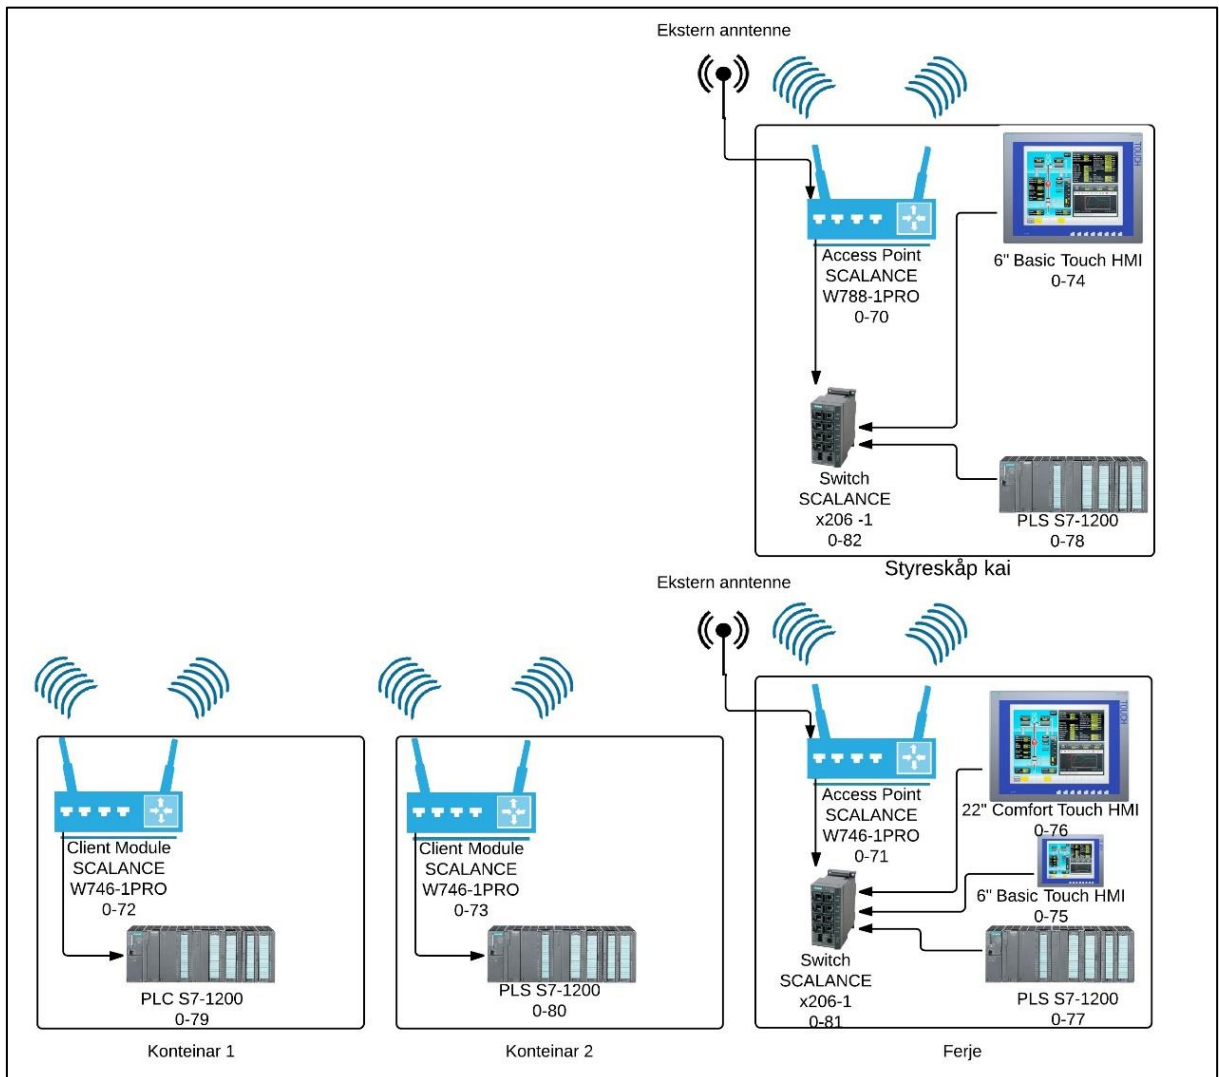 Ekstern anntenne
TOUCH
6" Basic Touch HMI
0-74
Access Point
SCALANCE
W788-1PRO
0-70
Switch
SCALANCE
x206 -1
0-82
PLS S7-1200
0-78
Styreskåp kai
Ekstern anntenne
TOUCH
22" Comfort Touch HMI
0-76
Access Point
SCALANCE
W746-1PRO
0-71
6" Basic Touch HMI
0-75
Switch
SCALANCE
x206-1
0-81
PLS S7-1200
0-77
Ferje
Client Module
SCALANCE
W746-1PRO
0-72
PLC S7-1200
0-79
Konteinar 1
Client Module
SCALANCE
W746-1PRO
0-73
PLS S7-1200
0-80
Konteinar 2